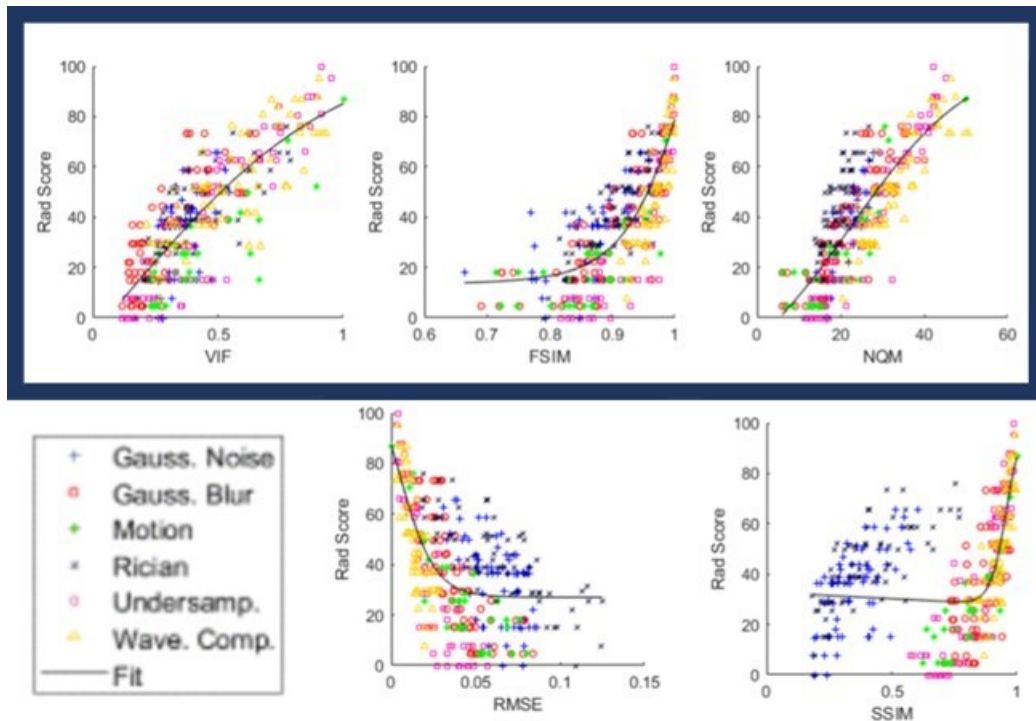 100
80
60
40
20
0
Rad Score
0
0.5
1
VIF
100
80
60
40
20
0
Rad Score
0.6
0.7
0.8
0.9
1
FSIM
100
80
60
40
20
0
Rad Score
0
20
40
60
NQM
Gauss. Noise
Gauss. Blur
Motion
Rician
Undersamp.
Wave. Comp.
Fit
100
80
60
40
20
0
Rad Score
0
0.05
0.1
0.15
RMSE
100
80
60
40
20
0
Rad Score
0
0.5
1
SSIM